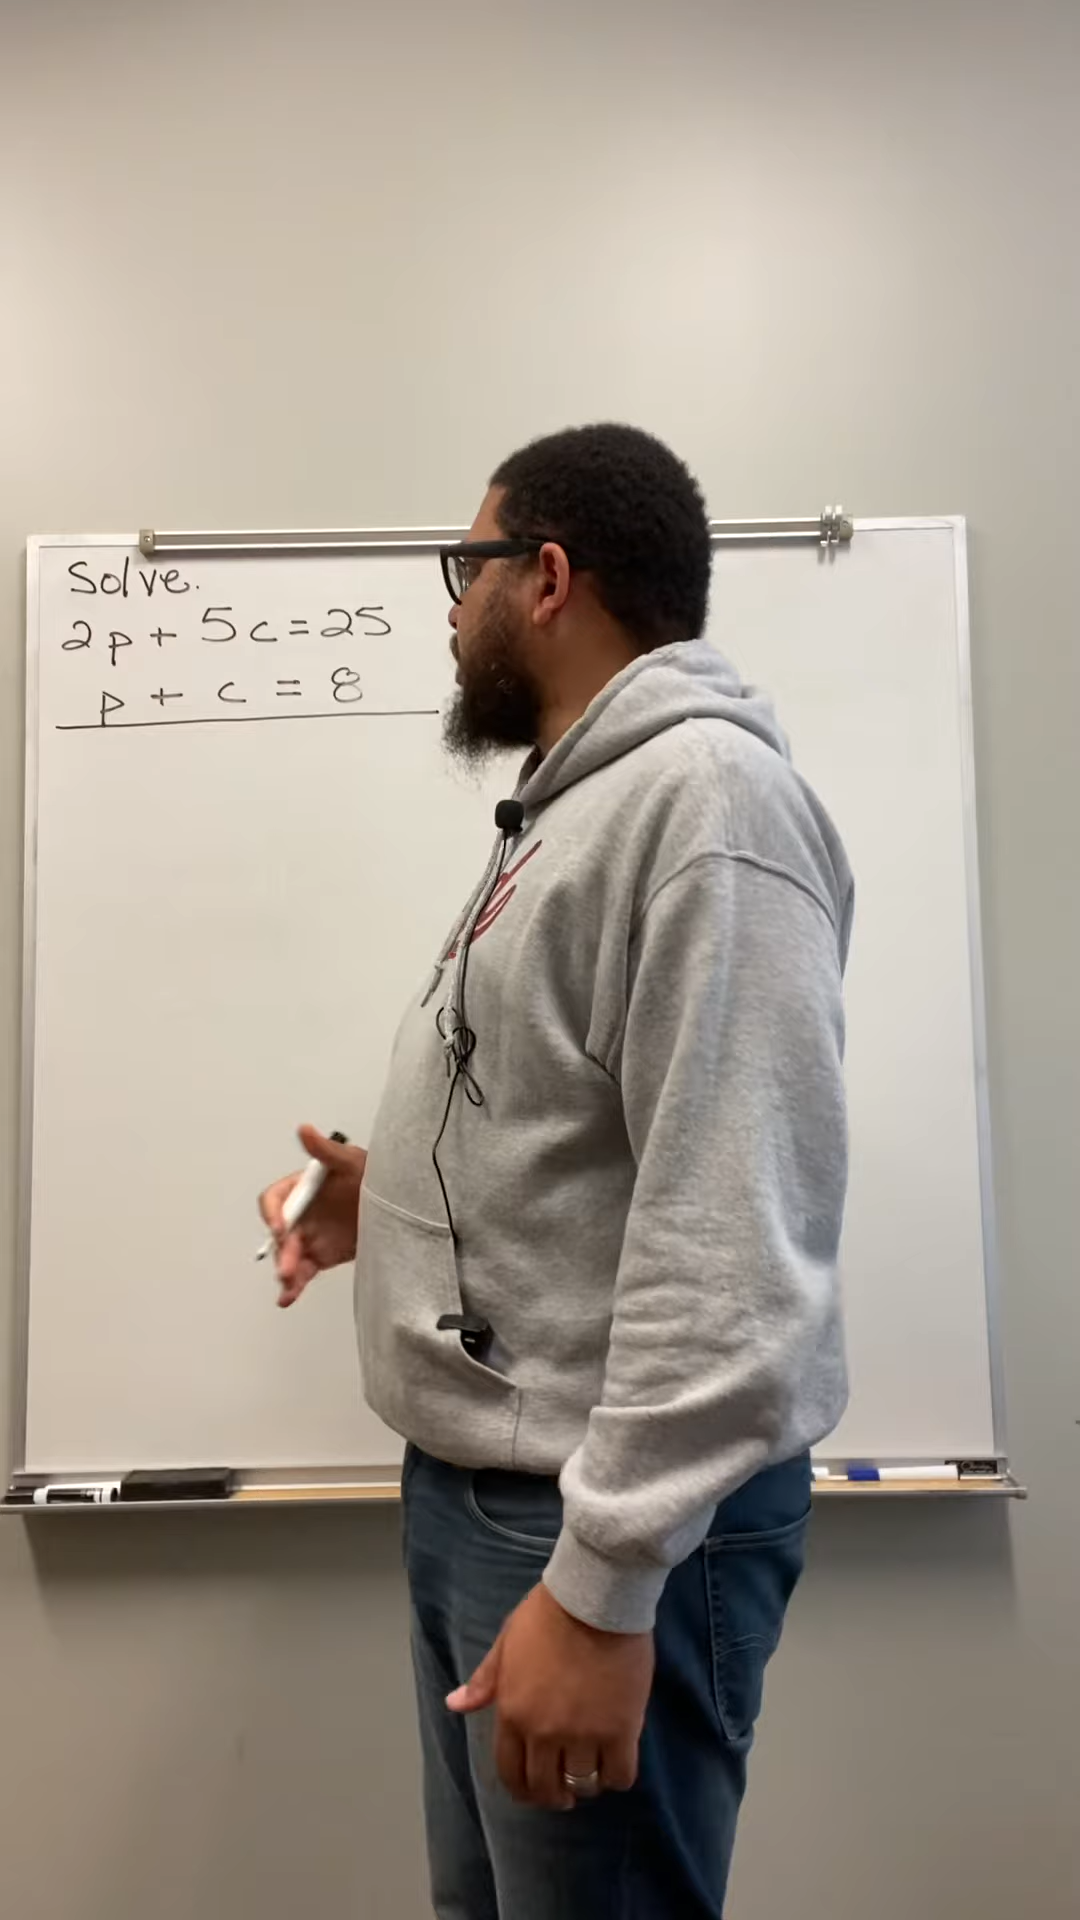 Solve.
2p + 5c = 25
p + c = 8